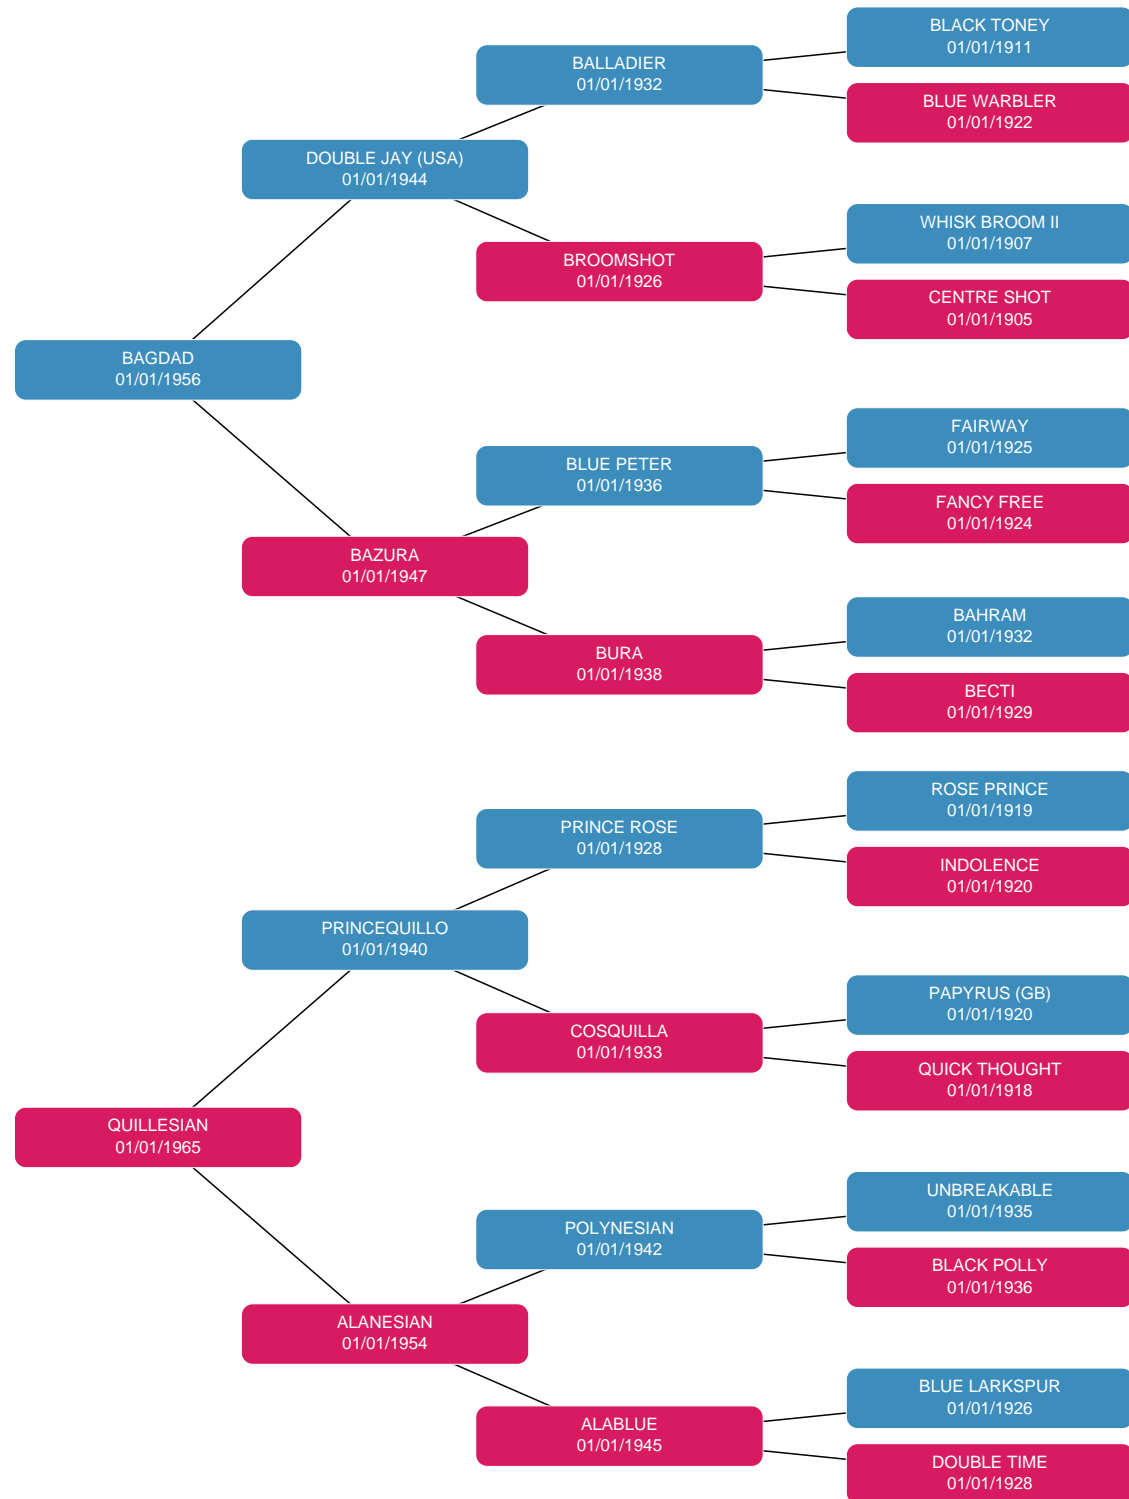 BLACK TONEY
01/01/1911
BALLADIER
01/01/1932
BLUE WARBLER
01/01/1922
DOUBLE JAY (USA)
01/01/1944
WHISK BROOM II
01/01/1907
BROOMSHOT
01/01/1926
CENTRE SHOT
01/01/1905
BAGDAD
01/01/1956
FAIRWAY
01/01/1925
BLUE PETER
01/01/1936
FANCY FREE
01/01/1924
BAZURA
01/01/1947
BAHRAM
01/01/1932
BURA
01/01/1938
BECTI
01/01/1929
ROSE PRINCE
01/01/1919
PRINCE ROSE
01/01/1928
INDOLENCE
01/01/1920
PRINCEQUILLO
01/01/1940
PAPYRUS (GB)
01/01/1920
COSQUILLA
01/01/1933
QUICK THOUGHT
01/01/1918
QUILLESIAN
01/01/1965
UNBREAKABLE
01/01/1935
POLYNESIAN
01/01/1942
BLACK POLLY
01/01/1936
ALANESIAN
01/01/1954
BLUE LARKSPUR
01/01/1926
ALABLUE
01/01/1945
DOUBLE TIME
01/01/1928